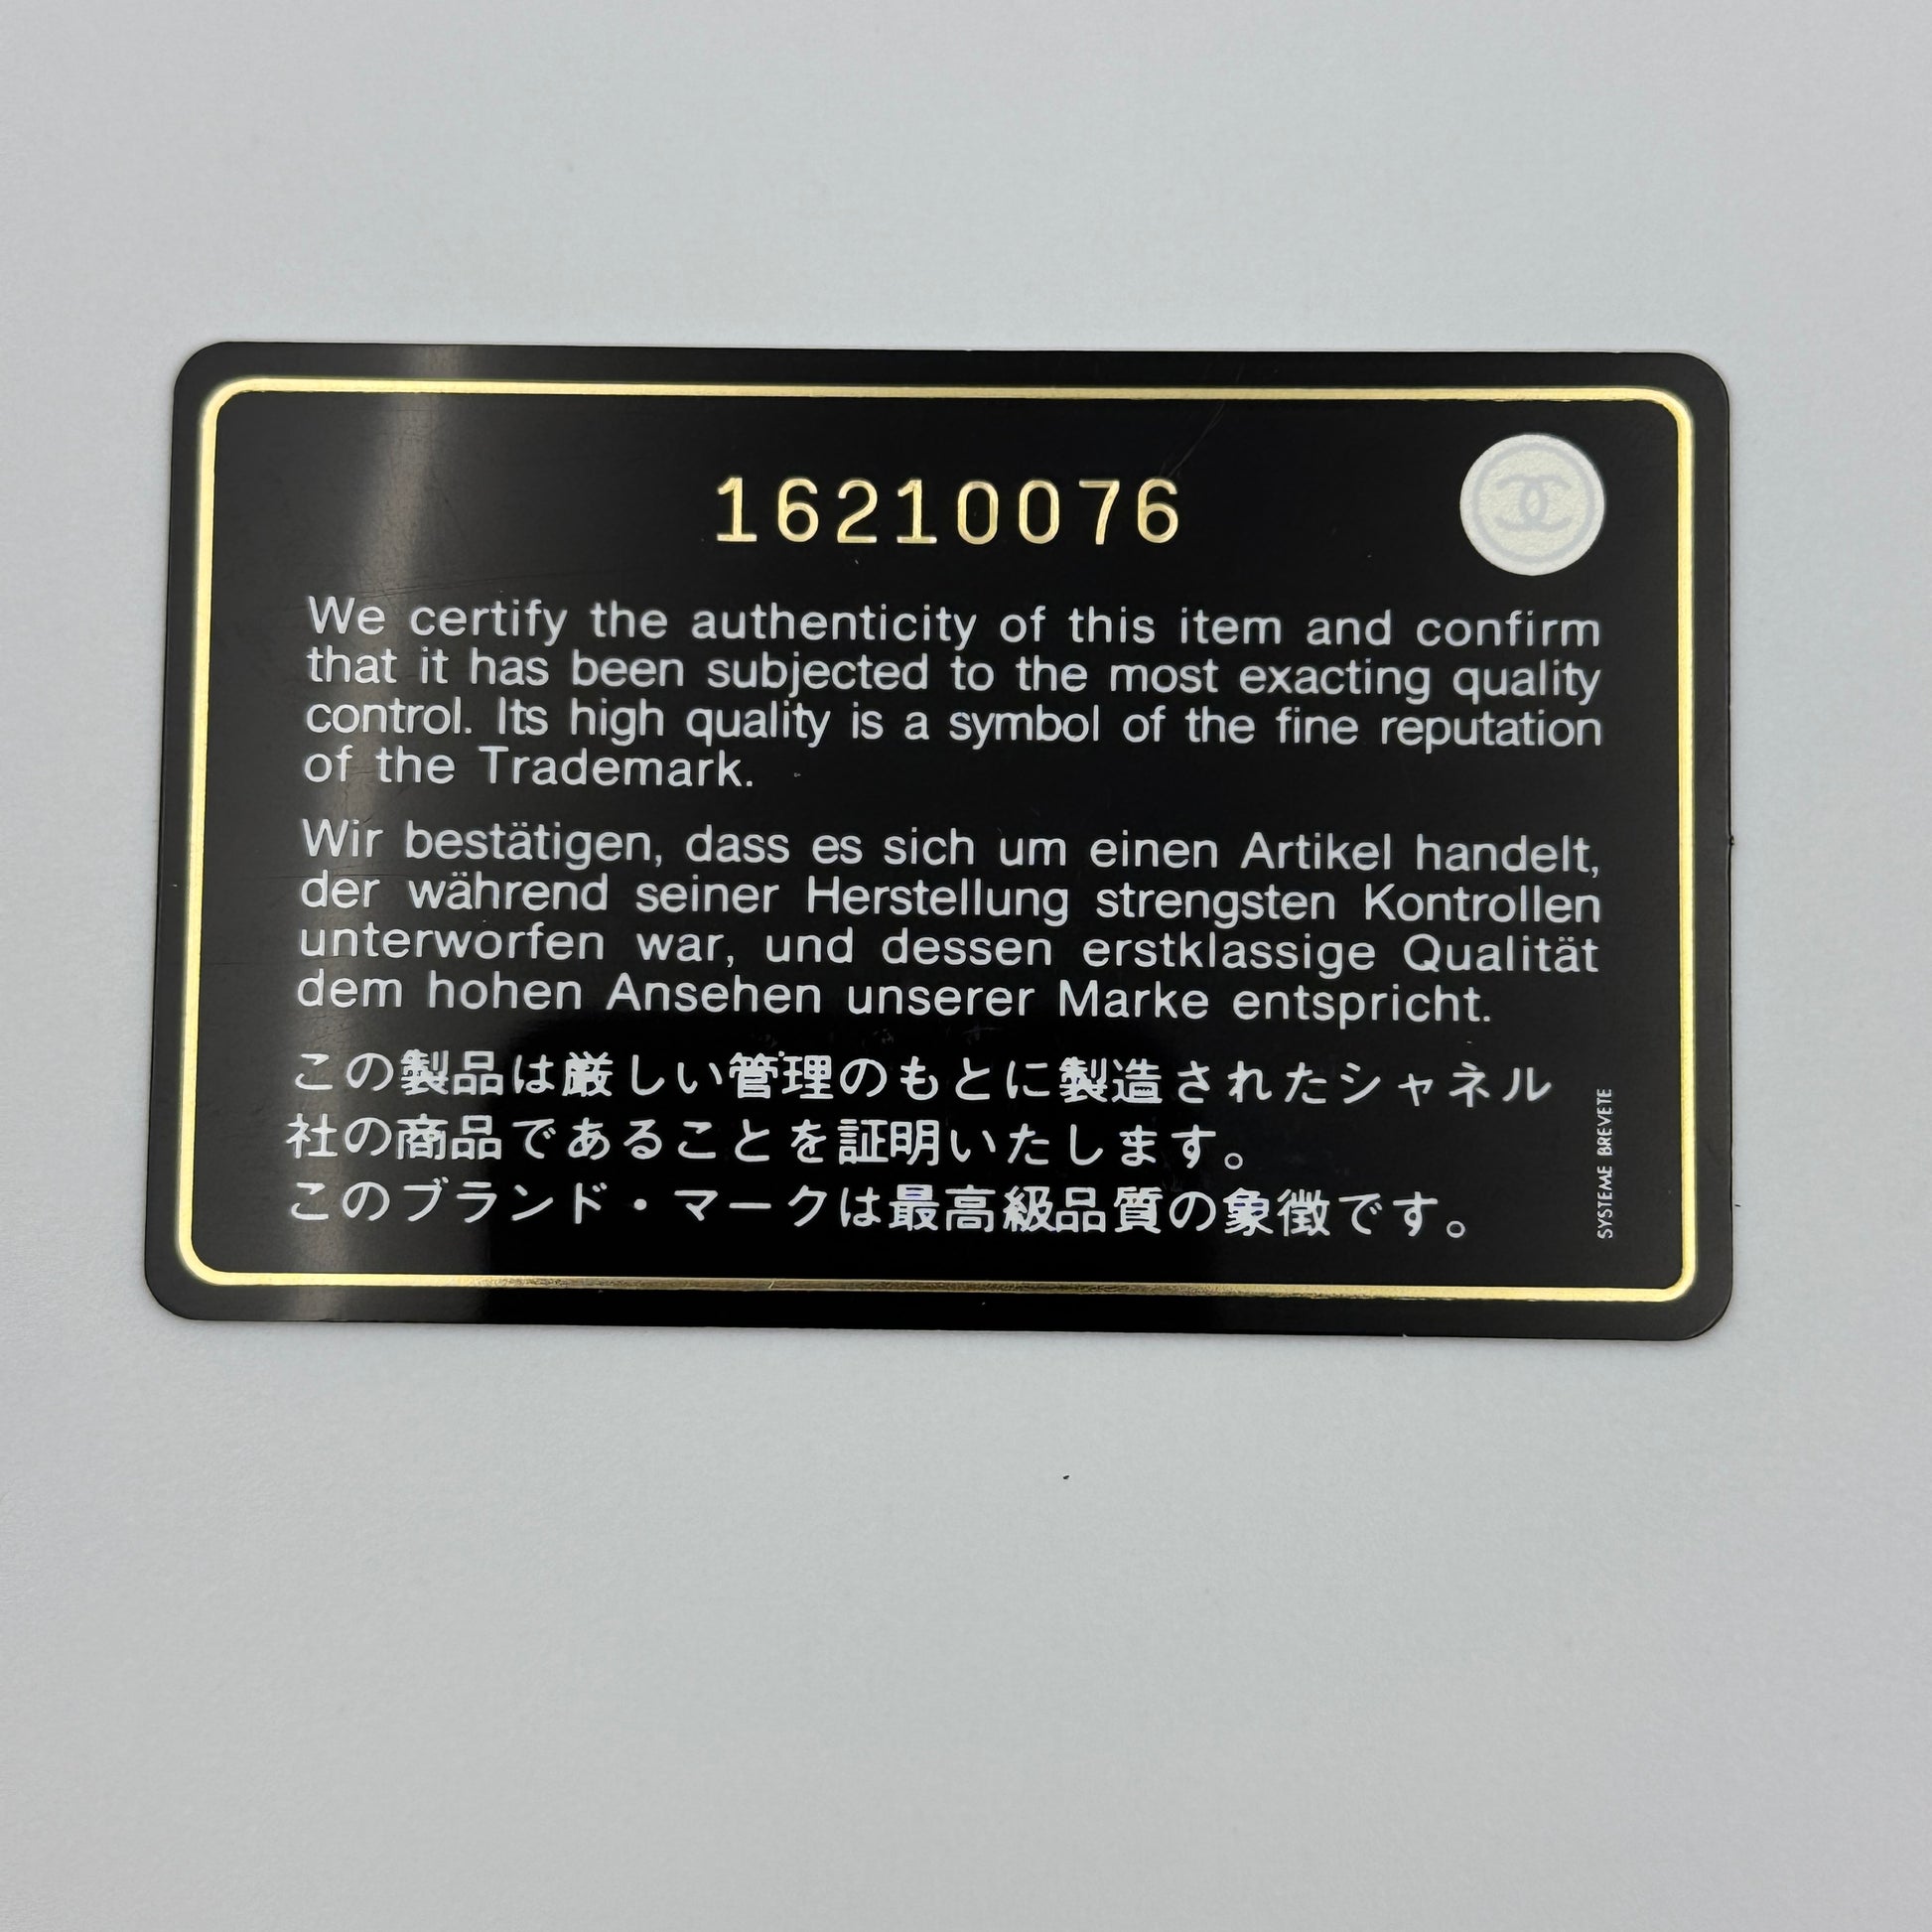 16210076
We certify the authenticity of this item and confirm
that it has been subjected to the most exacting quality
control. Its high quality is a symbol of the fine reputation
of the Trademark.
Wir bestätigen, dass es sich um einen Artikel handelt,
der während seiner Herstellung strengsten Kontrollen
unterworfen war, und dessen erstklassige Qualität
dem hohen Ansehen unserer Marke entspricht.
この製品は厳しい管理のもとに製造されたシャネル
社の商品であることを証明いたします。
このブランド・マークは最高級品質の象徴です。
SYSTEME BREVETE